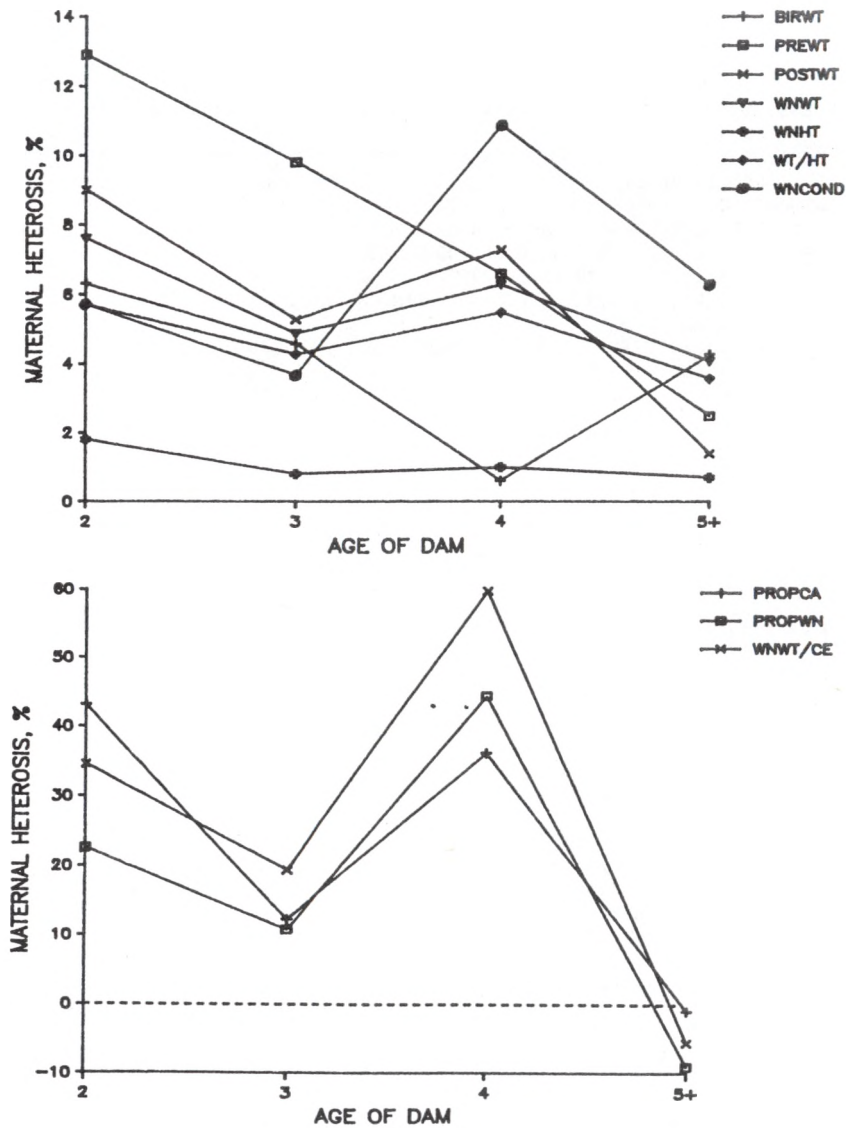 14
12
10
8
6
4
2
0
MATERNAL HETEROSIS, %
2 3 4 5+
AGE OF DAM
BIRWT
PREWT
POSTWT
WNWT
WNHT
WT/HT
WNCOND
60
50
40
30
20
10
0
-10
MATERNAL HETEROSIS, %
2 3 4 5+
AGE OF DAM
PROPCA
PROPWN
WNWT/CE